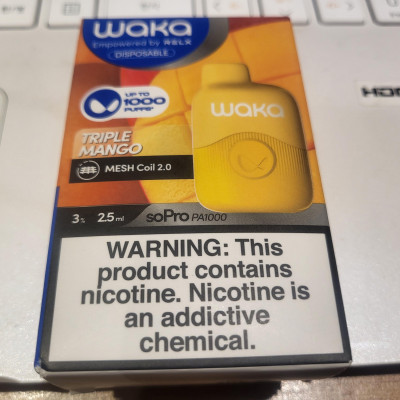 waka
Empowered by RELX
DISPOSABLE
UP TO
1000
PUFFS*
waka
TRIPLE
MANGO
MESH Coil 2.0
3% 2.5ml
soPro PA1000
WARNING: This
product contains
nicotine. Nicotine is
an addictive
chemical.
HDMI